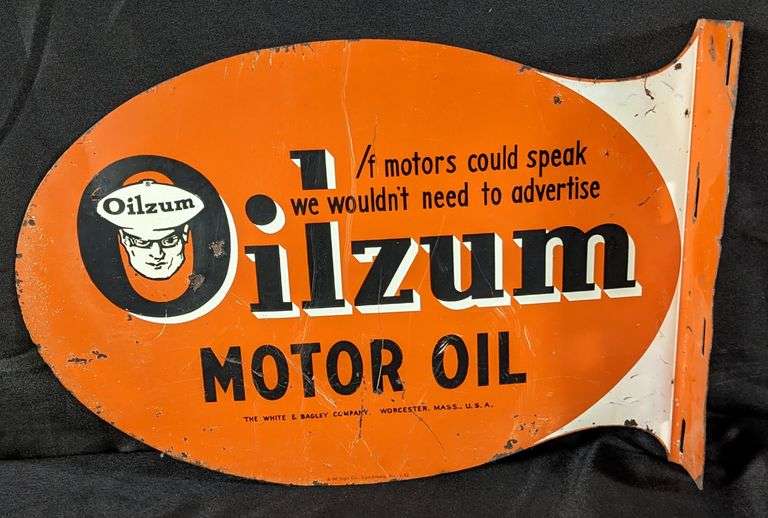 If motors could speak
we wouldn't need to advertise
Oilzum
Oilzum
MOTOR OIL
THE WHITE & BAGLEY COMPANY. WORCESTER, MASS., U.S.A.